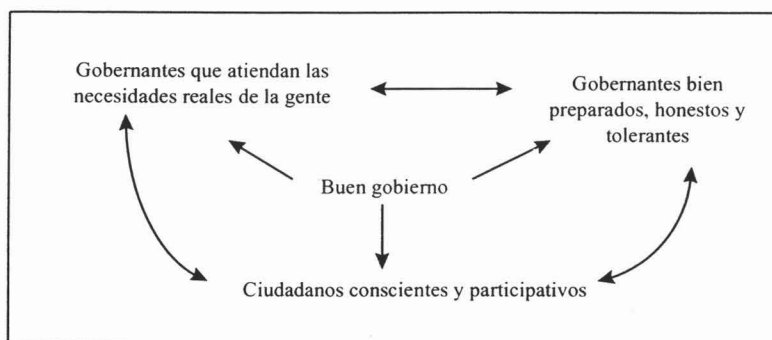 Gobernantes que atiendan las
necesidades reales de la gente
Gobernantes bien
preparados, honestos y
tolerantes
Buen gobierno
Ciudadanos conscientes y participativos